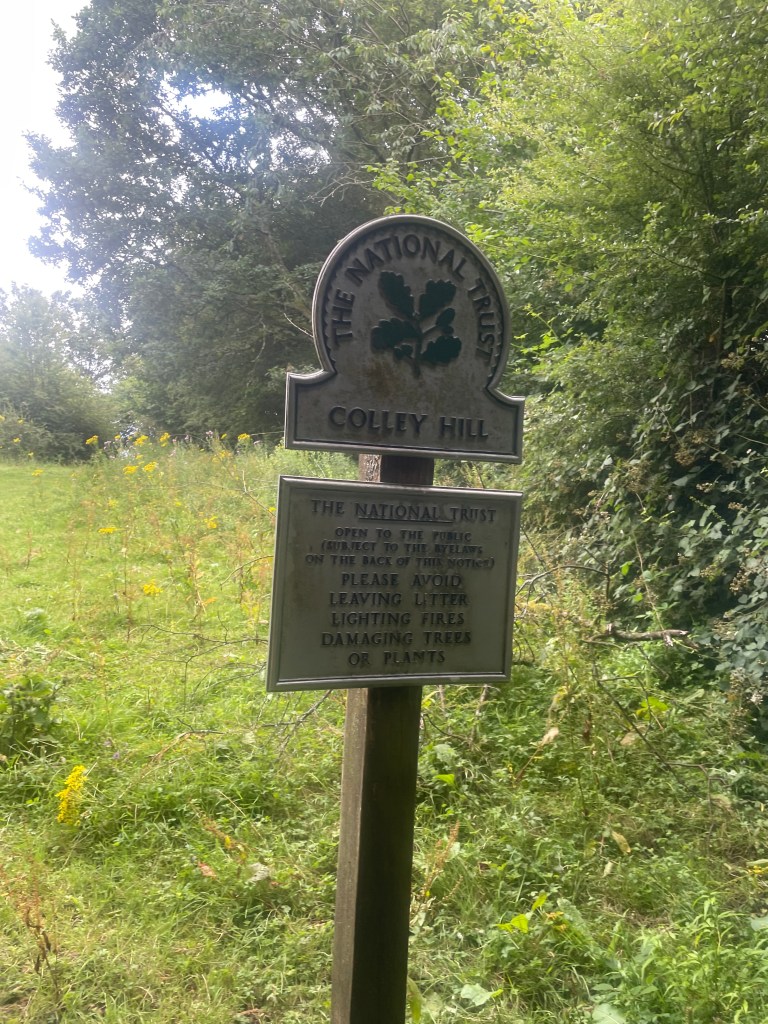 THE NATIONAL TRUST
COLLEY HILL
THE NATIONAL TRUST
OPEN TO THE PUBLIC
(SUBJECT TO THE BYELAWS
ON THE BACK OF THIS NOTICE)
PLEASE AVOID
LEAVING LITTER
LIGHTING FIRES
DAMAGING TREES
OR PLANTS